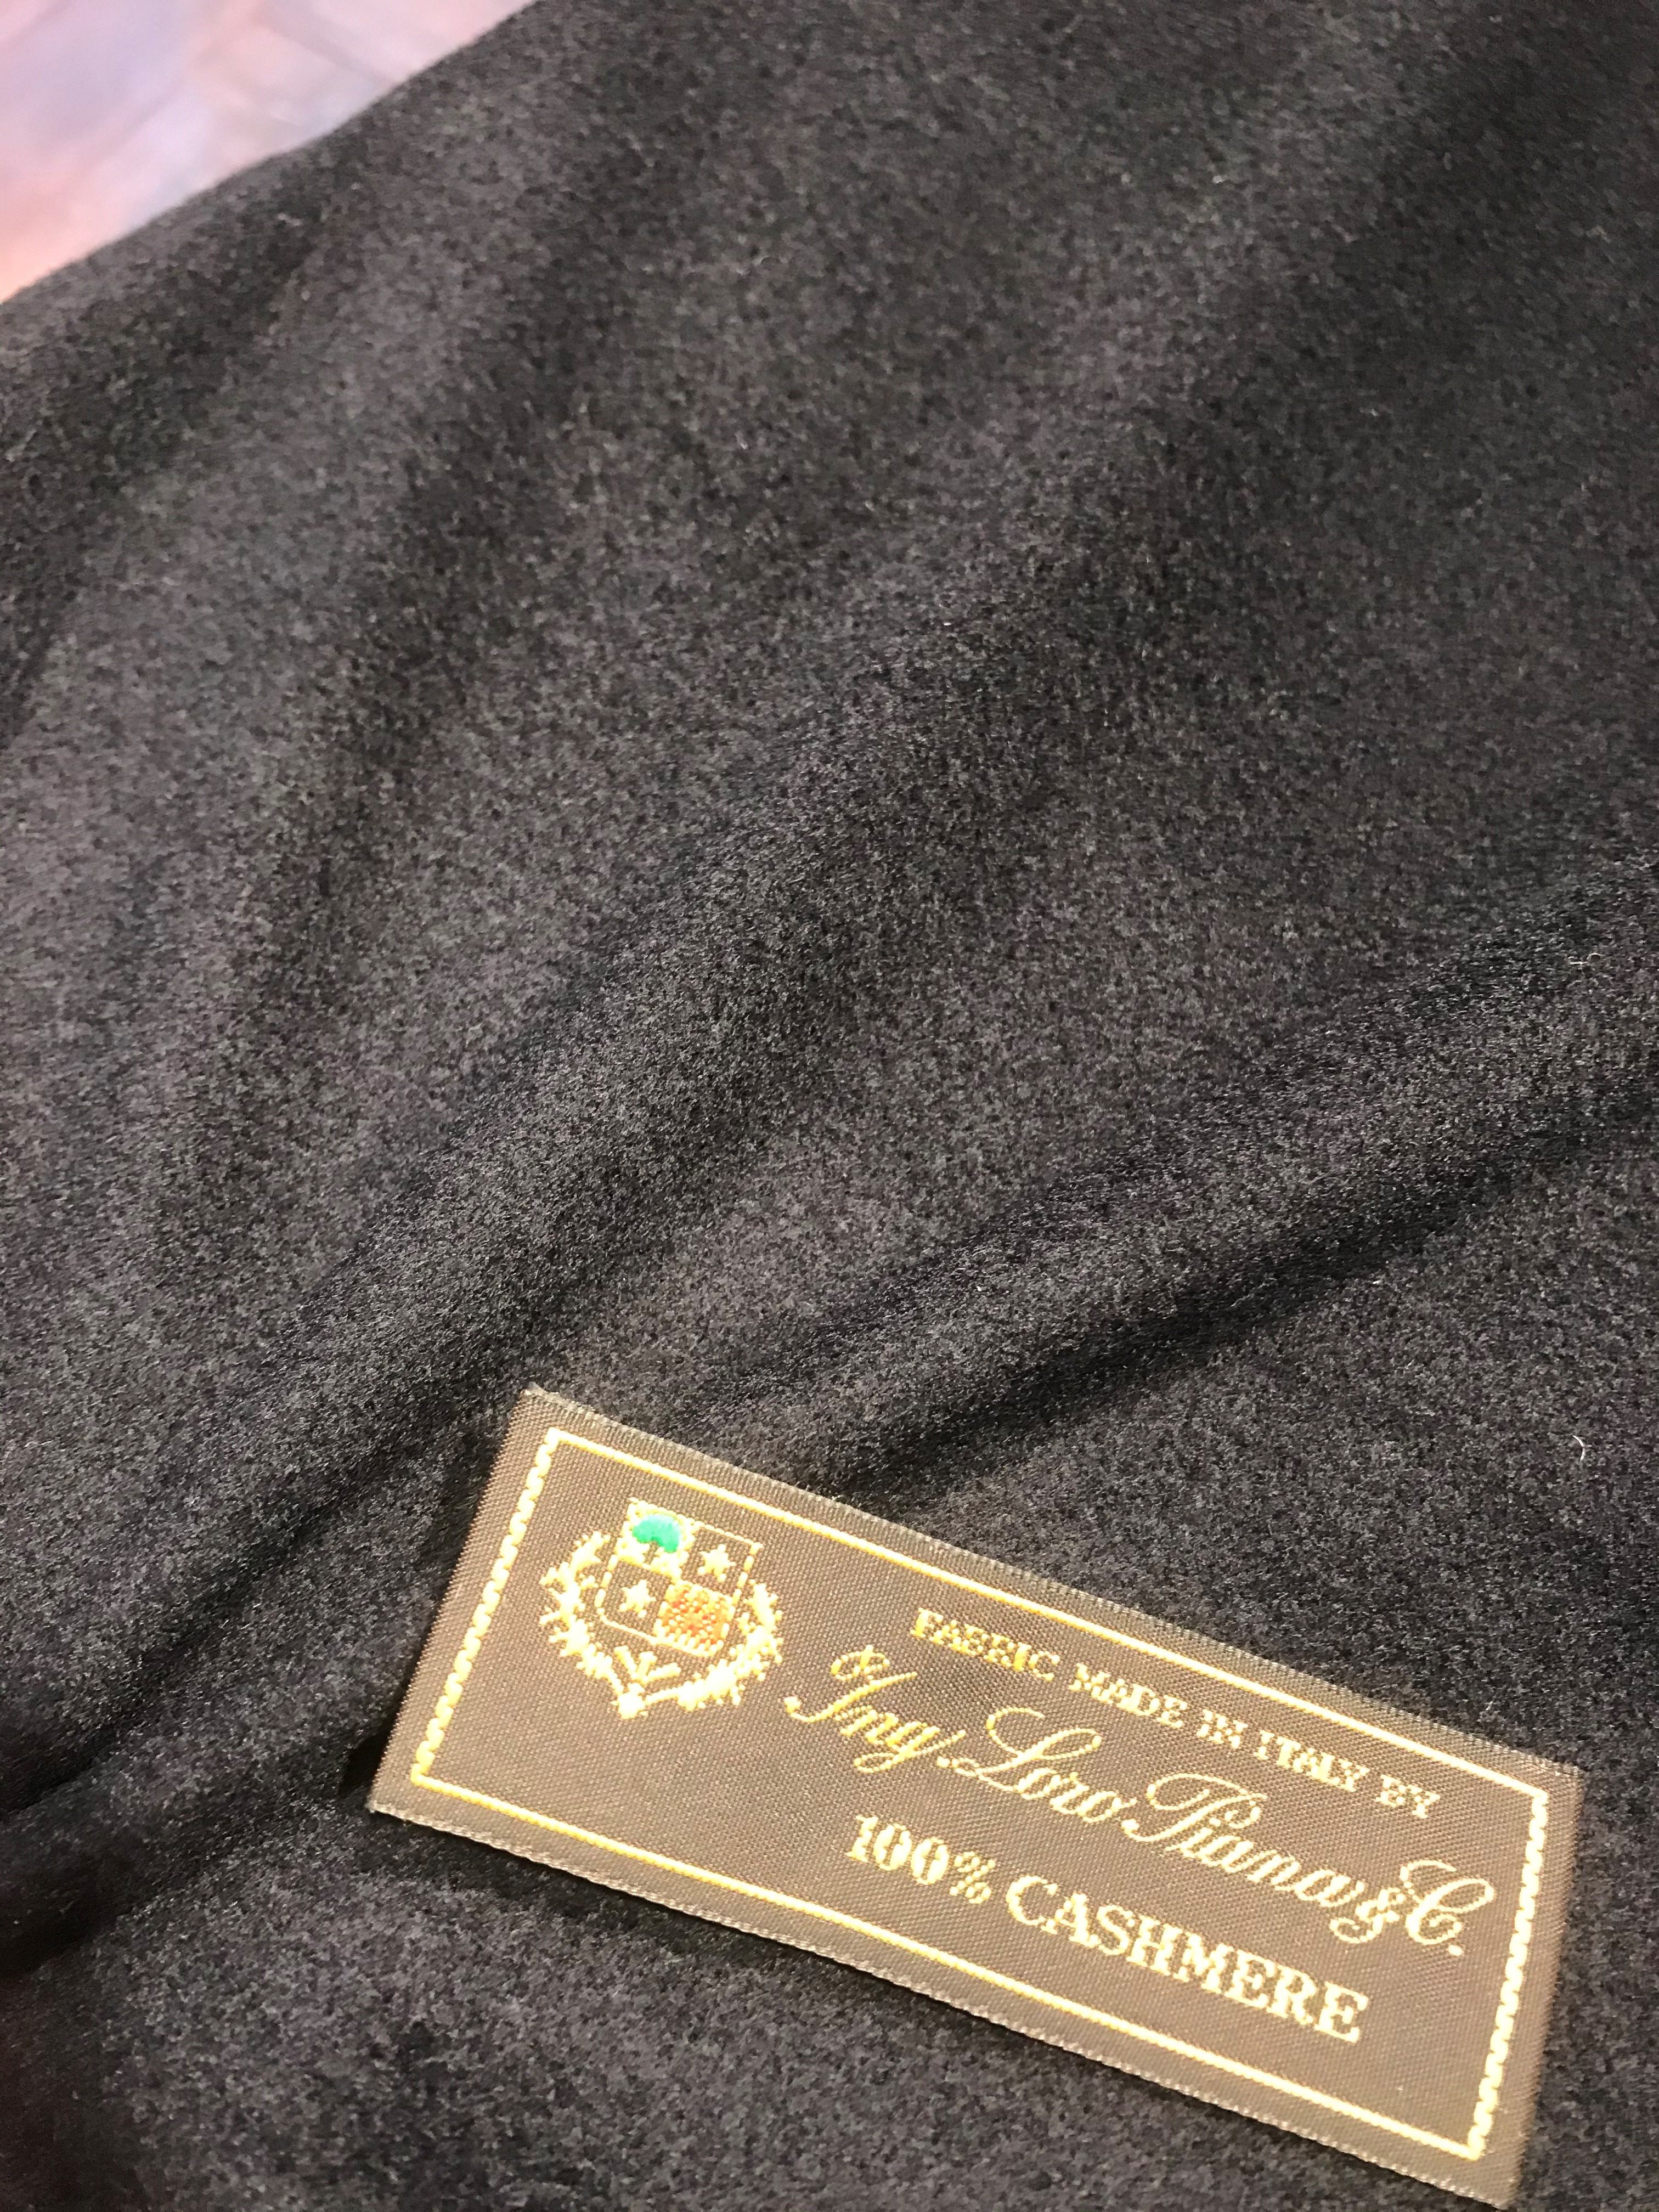 FABRIC MADE IN ITALY BY
Ing. Loro Piana & C.
100% CASHMERE